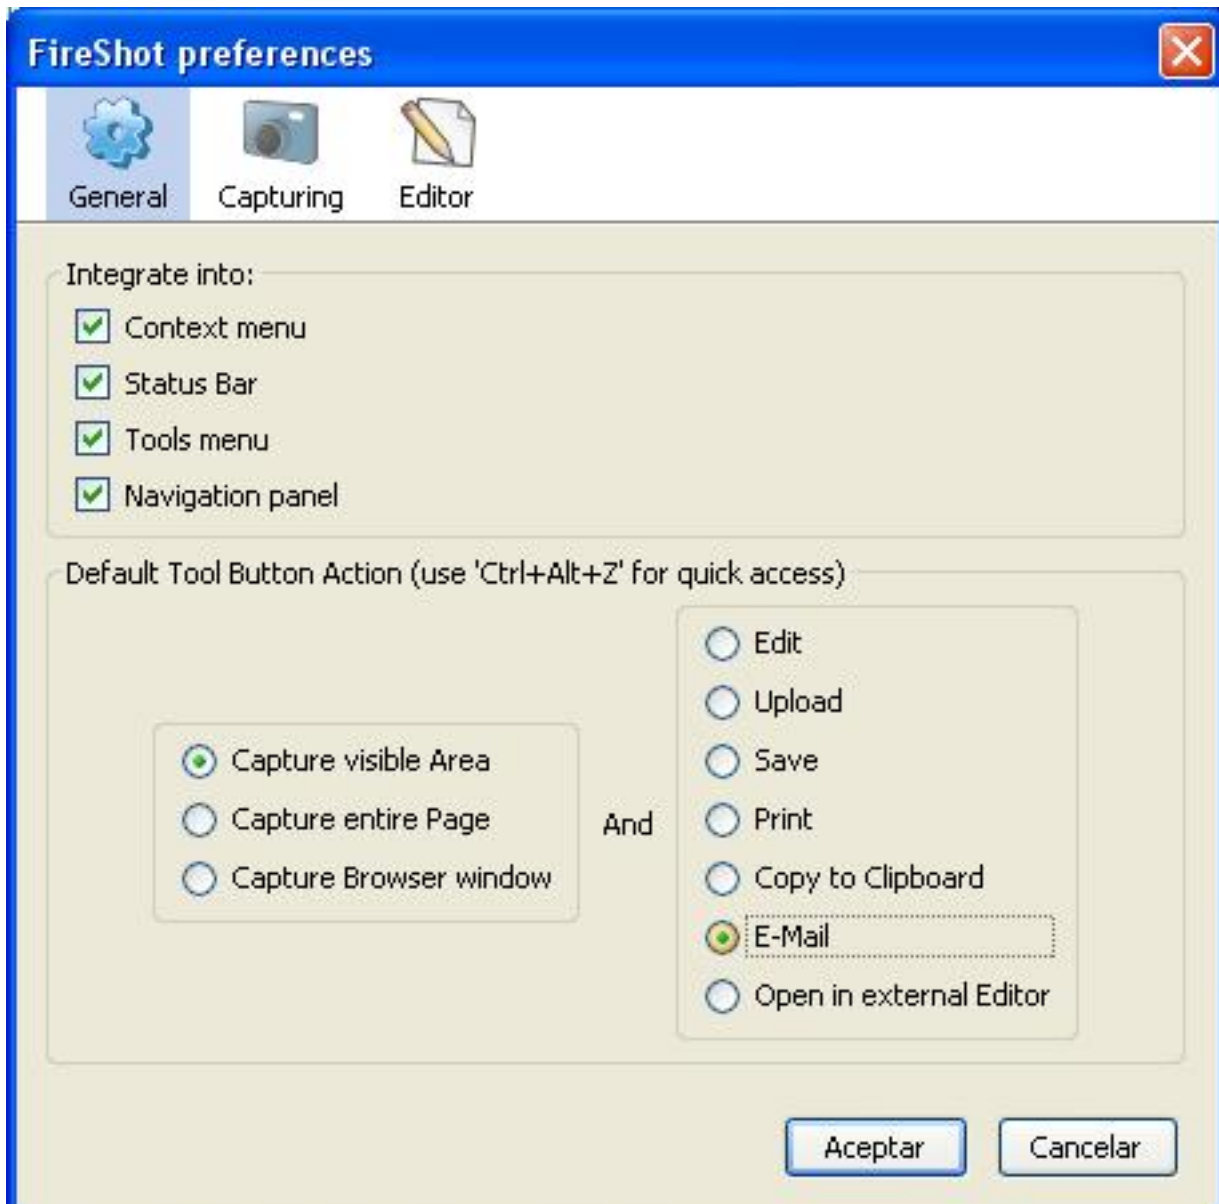 FireShot preferences
General Capturing Editor
Integrate into:
Context menu
Status Bar
Tools menu
Navigation panel
Default Tool Button Action (use 'Ctrl+Alt+Z' for quick access)
Capture visible Area
Capture entire Page
Capture Browser window
And
Edit
Upload
Save
Print
Copy to Clipboard
E-Mail
Open in external Editor
Aceptar Cancelar